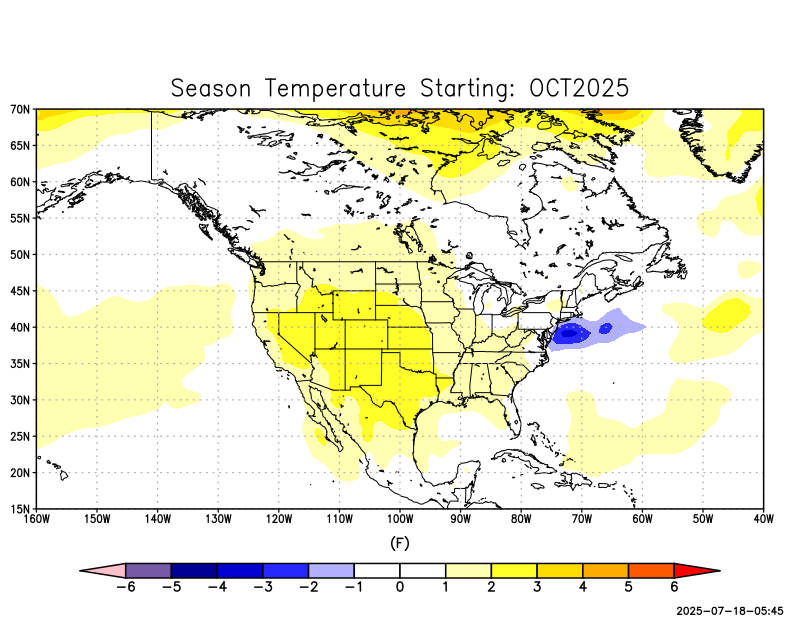 Season Temperature Starting: OCT2025
70N
65N
60N
55N
50N
45N
40N
35N
30N
25N
20N
15N
160W 150W 140W 130W 120W 110W 100W 90W 80W 70W 60W 50W 40W
(F)
−6 −5 −4 −3 −2 −1 0 1 2 3 4 5 6
2025-07-18-05:45